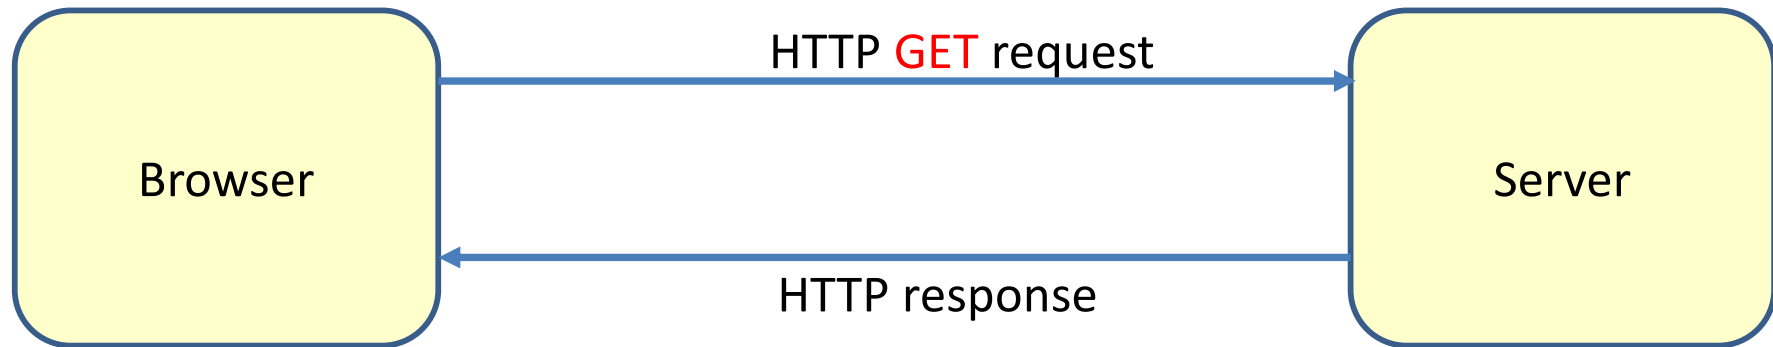 HTTP GET request
Browser
Server
HTTP response